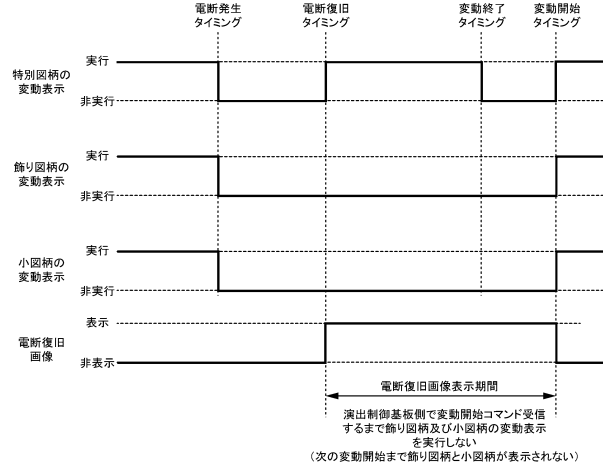 電断発生
タイミング
電断復旧
タイミング
変動終了
タイミング
変動開始
タイミング
特別図柄の
変動表示
実行
非実行
飾り図柄の
変動表示
実行
非実行
小図柄の
変動表示
実行
非実行
電断復旧
画像
表示
非表示
電断復旧画像表示期間
演出制御基板側で変動開始コマンド受信
するまで飾り図柄及び小図柄の変動表示
を実行しない
(次の変動開始まで飾り図柄と小図柄が表示されない)